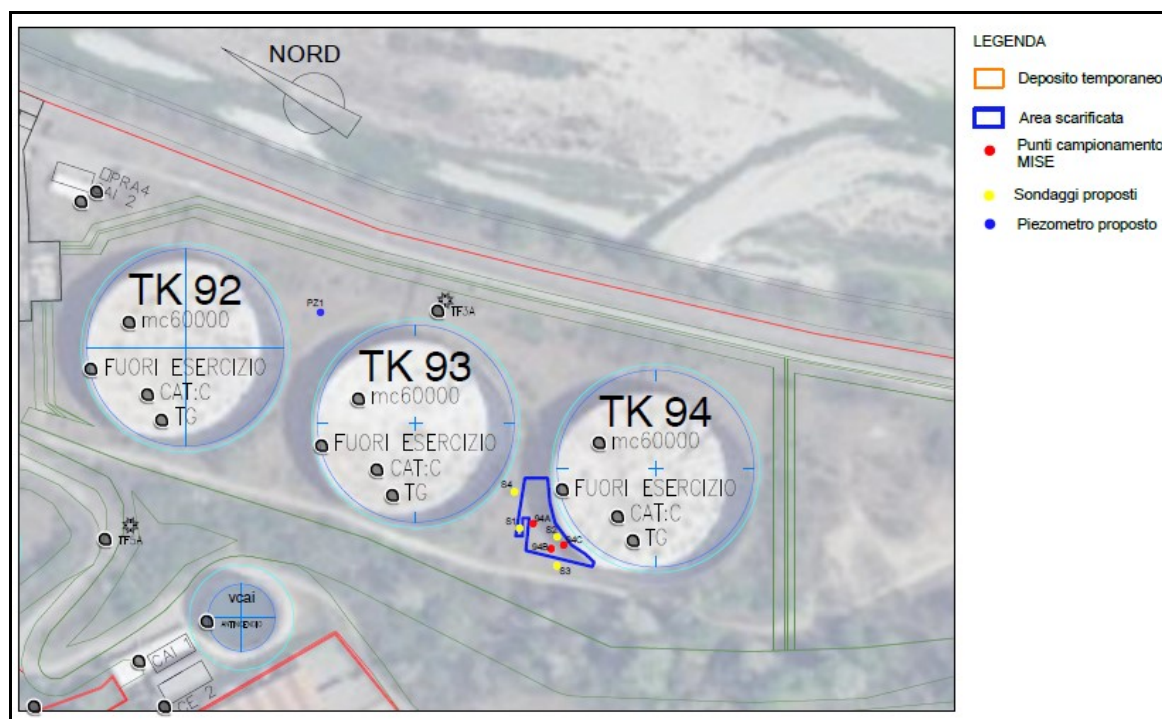 NORD
LEGENDA
Deposito temporaneo
Area scarificata
Punti campionamento
MISE
Sondaggi proposti
Piezometro proposto
TK 92
mc60000
FUORI ESERCIZIO
CAT:C
TG
PZ1
TF3A
TK 93
mc60000
FUORI ESERCIZIO
CAT:C
TG
TK 94
mc60000
FUORI ESERCIZIO
CAT:C
TG
S4
S1
94A
S2
94C
94B
S3
vcai
ANTINCENDIO
CAI 1
CE 2